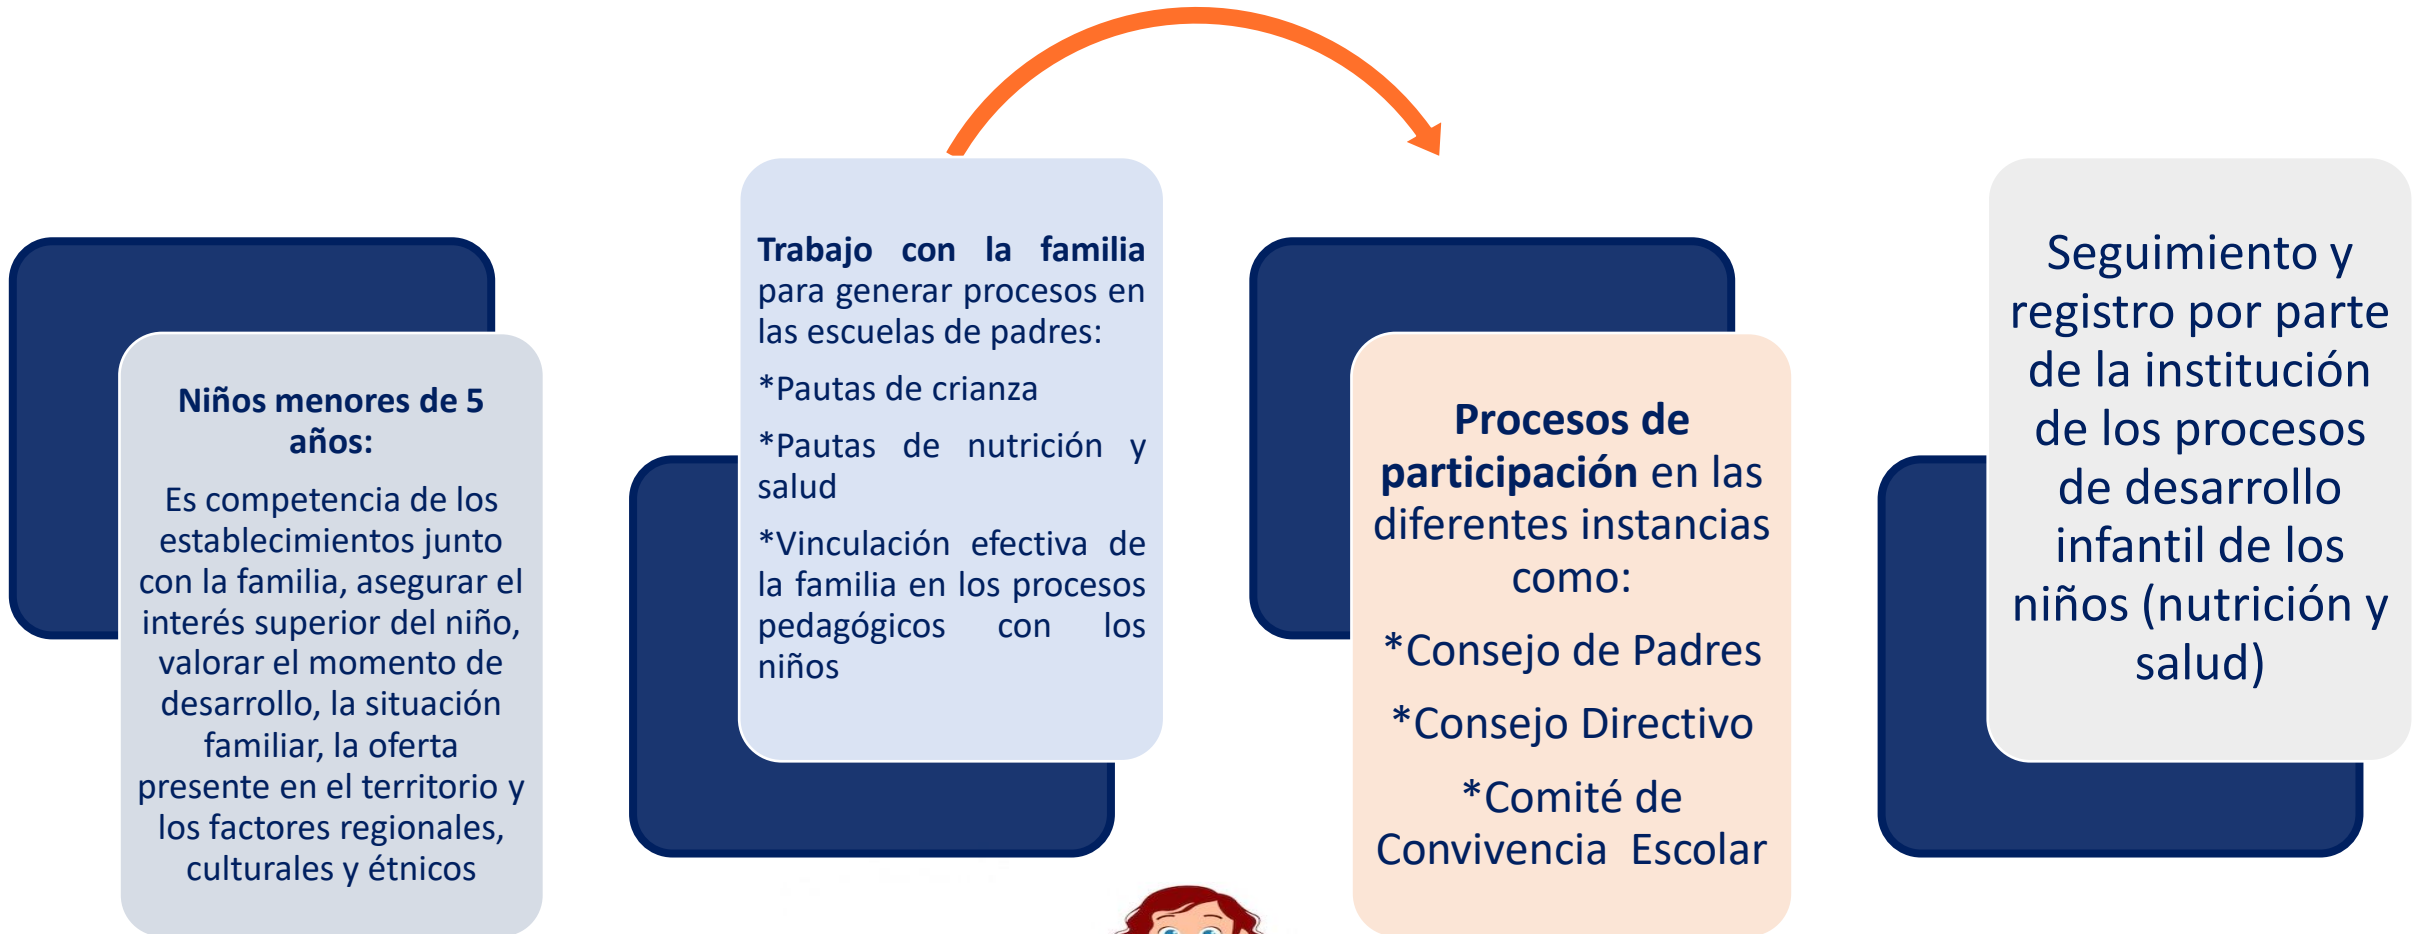 Niños menores de 5
años:
Es competencia de los
establecimientos junto
con la familia, asegurar el
interés superior del niño,
valorar el momento de
desarrollo, la situación
familiar, la oferta
presente en el territorio y
los factores regionales,
culturales y étnicos
Trabajo con la familia
para generar procesos en
las escuelas de padres:
*Pautas de crianza
*Pautas de nutrición y
salud
*Vinculación efectiva de
la familia en los procesos
pedagógicos con los
niños
Procesos de
participación en las
diferentes instancias
como:
*Consejo de Padres
*Consejo Directivo
*Comité de
Convivencia Escolar
Seguimiento y
registro por parte
de la institución
de los procesos
de desarrollo
infantil de los
niños (nutrición y
salud)